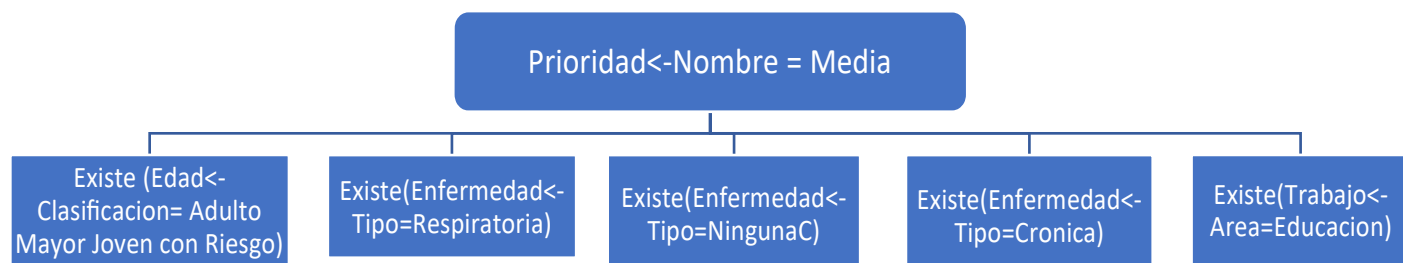 Prioridad<-Nombre = Media
Existe (Edad<-
Clasificacion= Adulto
Mayor Joven con Riesgo)
Existe(Enfermedad<-
Tipo=Respiratoria)
Existe(Enfermedad<-
Tipo=NingunaC)
Existe(Enfermedad<-
Tipo=Cronica)
Existe(Trabajo<-
Area=Educacion)